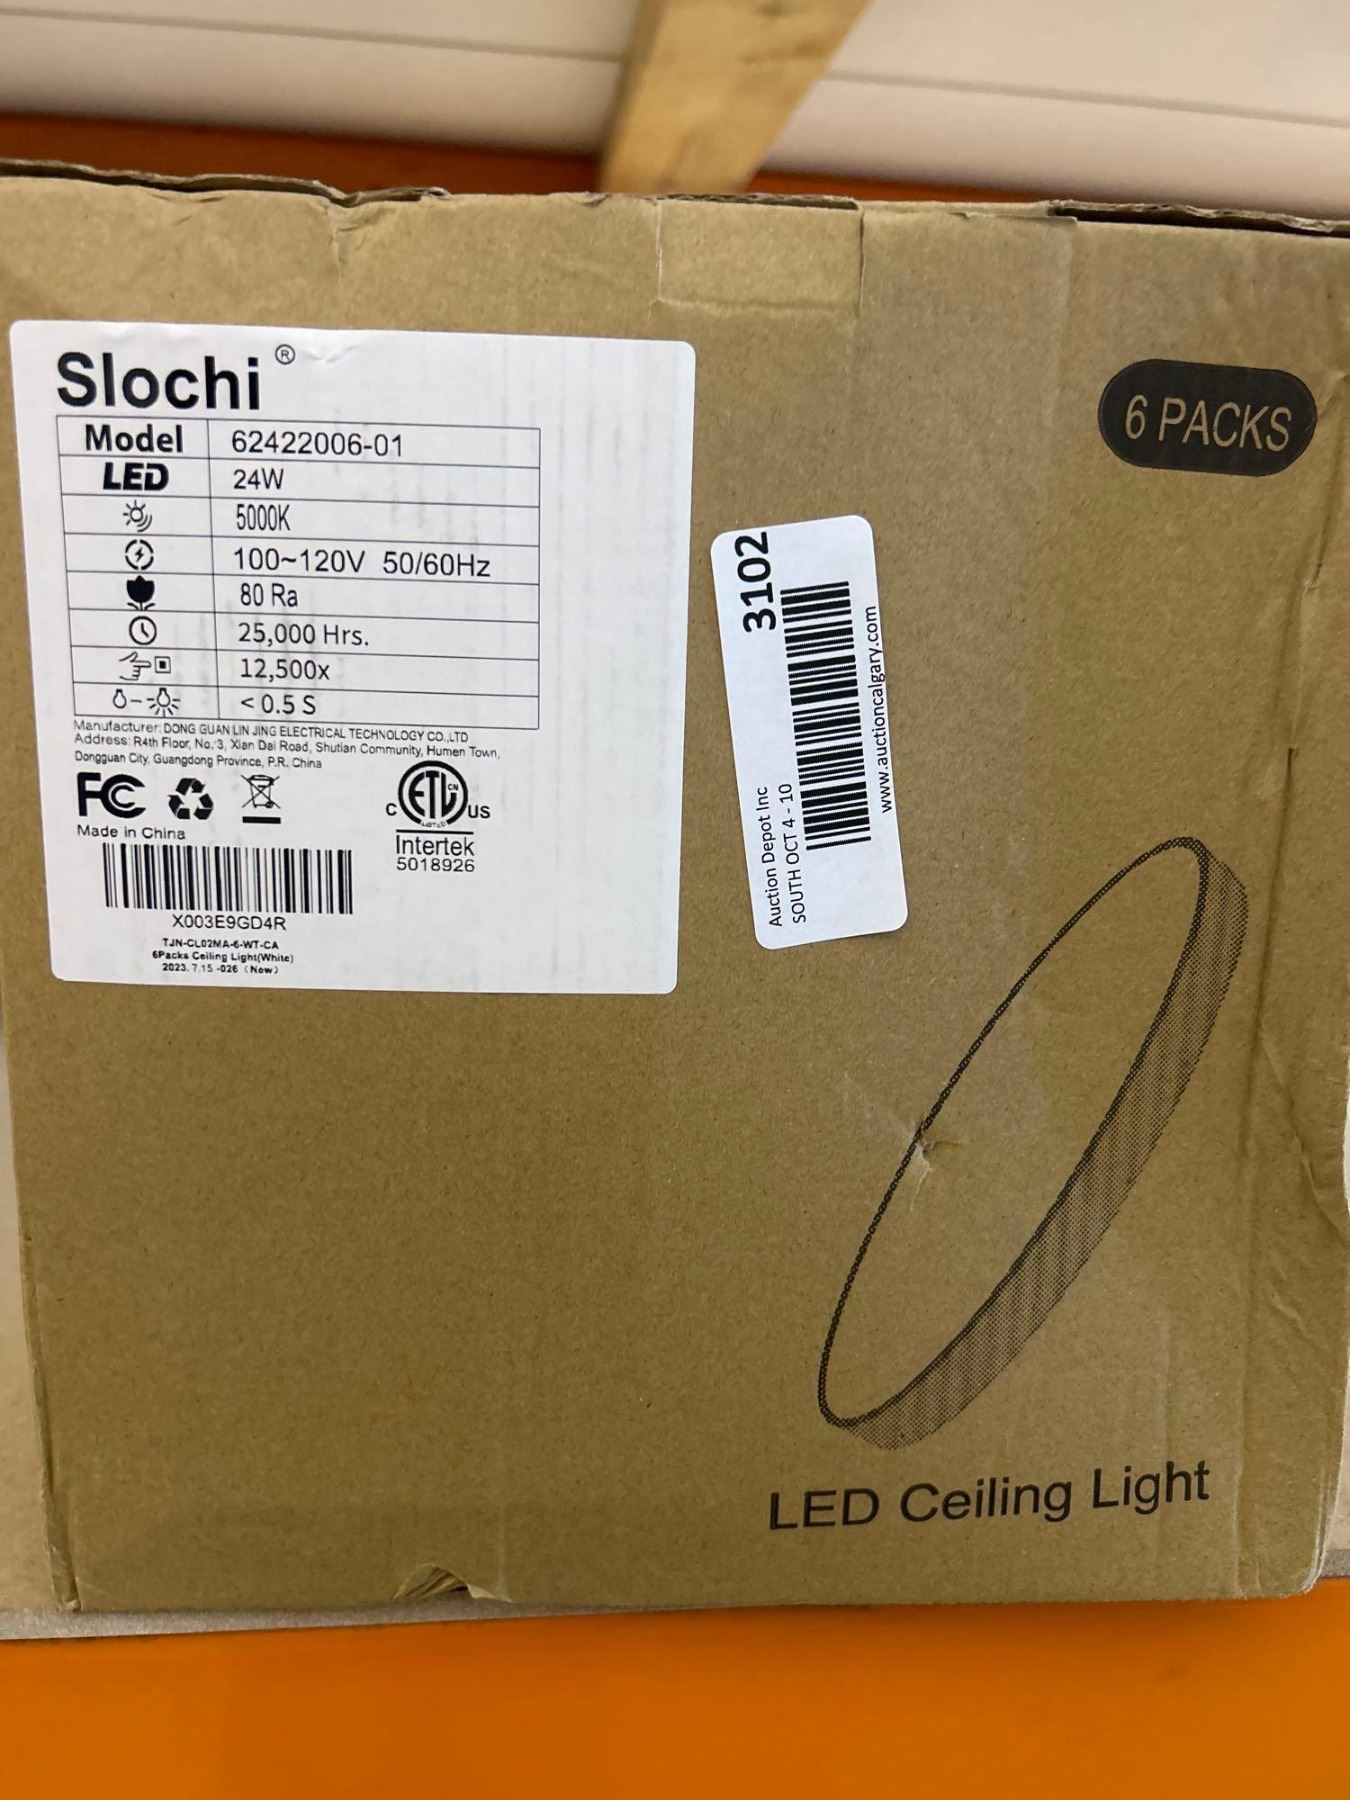 Slochi ®
Model 62422006-01
LED 24W
5000K
100~120V 50/60Hz
80 Ra
25,000 Hrs.
12,500x
< 0.5 S
Manufacturer: DONG GUAN LIN JING ELECTRICAL TECHNOLOGY CO.,LTD
Address: R4th Floor, No. 3, Xian Dai Road, Shutian Community, Humen Town,
Dongguan City, Guangdong Province, P.R. China
FC
c ETL CN us
LISTED
Made in China
Intertek
5018926
X003E9GD4R
TJN-CL02MA-6-WT-CA
6Packs Ceiling Light(White)
2023. 7.15 -026 (New)
6 PACKS
3102
Auction Depot Inc
SOUTH OCT 4 - 10
www.auctioncalgary.com
LED Ceiling Light